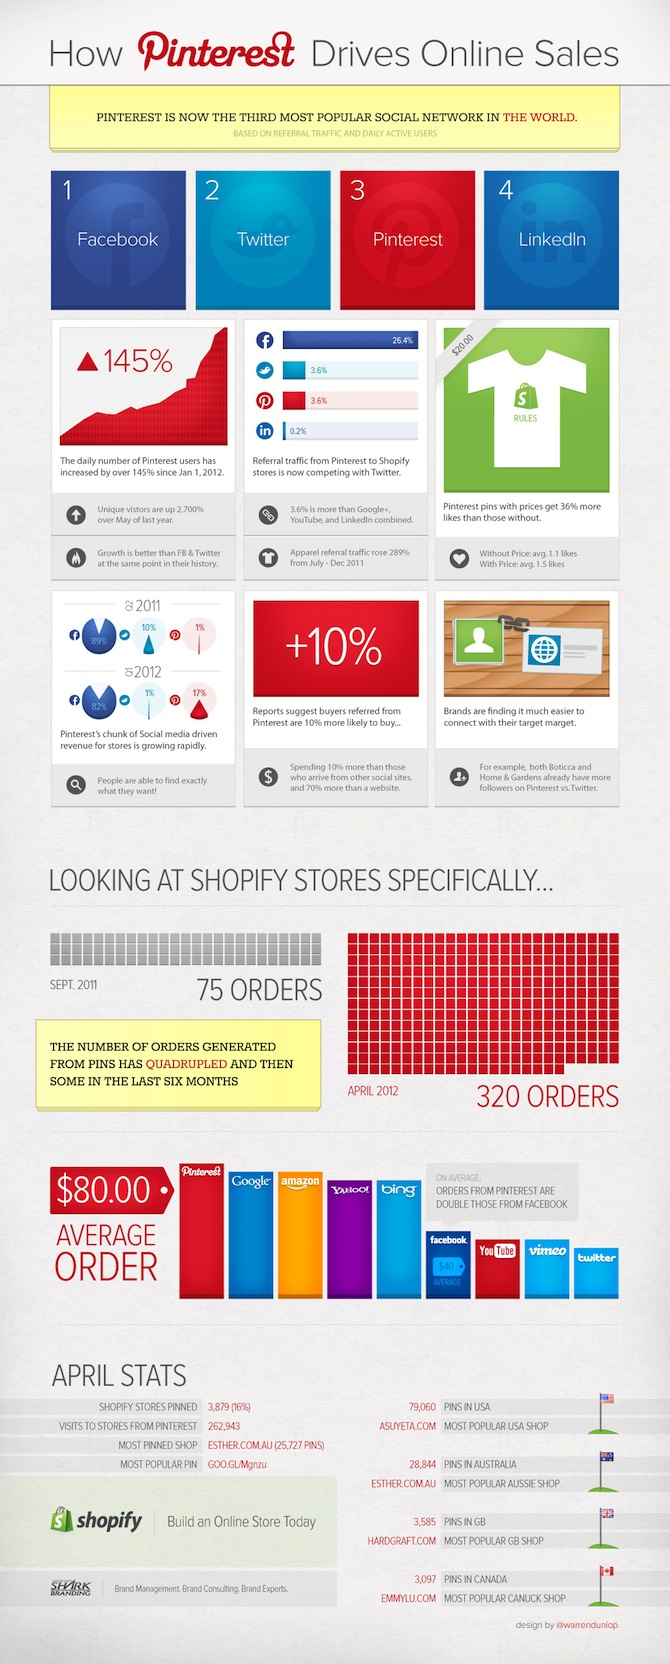 How Pinterest Drives Online Sales
PINTEREST IS NOW THE THIRD MOST POPULAR SOCIAL NETWORK IN THE WORLD.
BASED ON REFERRAL TRAFFIC AND DAILY ACTIVE USERS
1
Facebook
2
Twitter
3
Pinterest
4
LinkedIn
145%
The daily number of Pinterest users has
increased by over 145% since Jan 1, 2012.
Unique vistors are up 2,700%
over May of last year.
Growth is better than FB & Twitter
at the same point in their history.
26.4%
3.6%
3.6%
0.2%
Referral traffic from Pinterest to Shopify
stores is now competing with Twitter.
3.6% is more than Google+,
YouTube, and LinkedIn combined.
Apparel referral traffic rose 289%
from July - Dec 2011
$20.00
S
RULES
Pinterest pins with prices get 36% more
likes than those without.
Without Price: avg. 1.1 likes
With Price: avg. 1.5 likes
Q2 2011
89%
10%
1%
Q1 2012
82%
1%
17%
Pinterest's chunk of Social media driven
revenue for stores is growing rapidly.
People are able to find exactly
what they want!
+10%
Reports suggest buyers referred from
Pinterest are 10% more likely to buy...
Spending 10% more than those
who arrive from other social sites,
and 70% more than a website.
Brands are finding it much easier to
connect with their target marget.
For example, both Boticca and
Home & Gardens already have more
followers on Pinterest vs. Twitter.
LOOKING AT SHOPIFY STORES SPECIFICALLY...
SEPT. 2011
75 ORDERS
THE NUMBER OF ORDERS GENERATED
FROM PINS HAS QUADRUPLED AND THEN
SOME IN THE LAST SIX MONTHS
APRIL 2012
320 ORDERS
$80.00
AVERAGE
ORDER
Pinterest
Google
amazon
YAHOO!
bing
ON AVERAGE,
ORDERS FROM PINTEREST ARE
DOUBLE THOSE FROM FACEBOOK
facebook.
$40
AVERAGE
YouTube
vimeo
twitter
APRIL STATS
SHOPIFY STORES PINNED 3,879 (16%)
VISITS TO STORES FROM PINTEREST 262,943
MOST PINNED SHOP ESTHER.COM.AU (25,727 PINS)
MOST POPULAR PIN GOO.GL/Mgnzu
79,060 PINS IN USA
ASUYETA.COM MOST POPULAR USA SHOP
28,844 PINS IN AUSTRALIA
ESTHER.COM.AU MOST POPULAR AUSSIE SHOP
3,585 PINS IN GB
HARDGRAFT.COM MOST POPULAR GB SHOP
3,097 PINS IN CANADA
EMMYLU.COM MOST POPULAR CANUCK SHOP
shopify Build an Online Store Today
SHARK
BRANDING
Brand Management. Brand Consulting. Brand Experts.
design by @warrendunlop